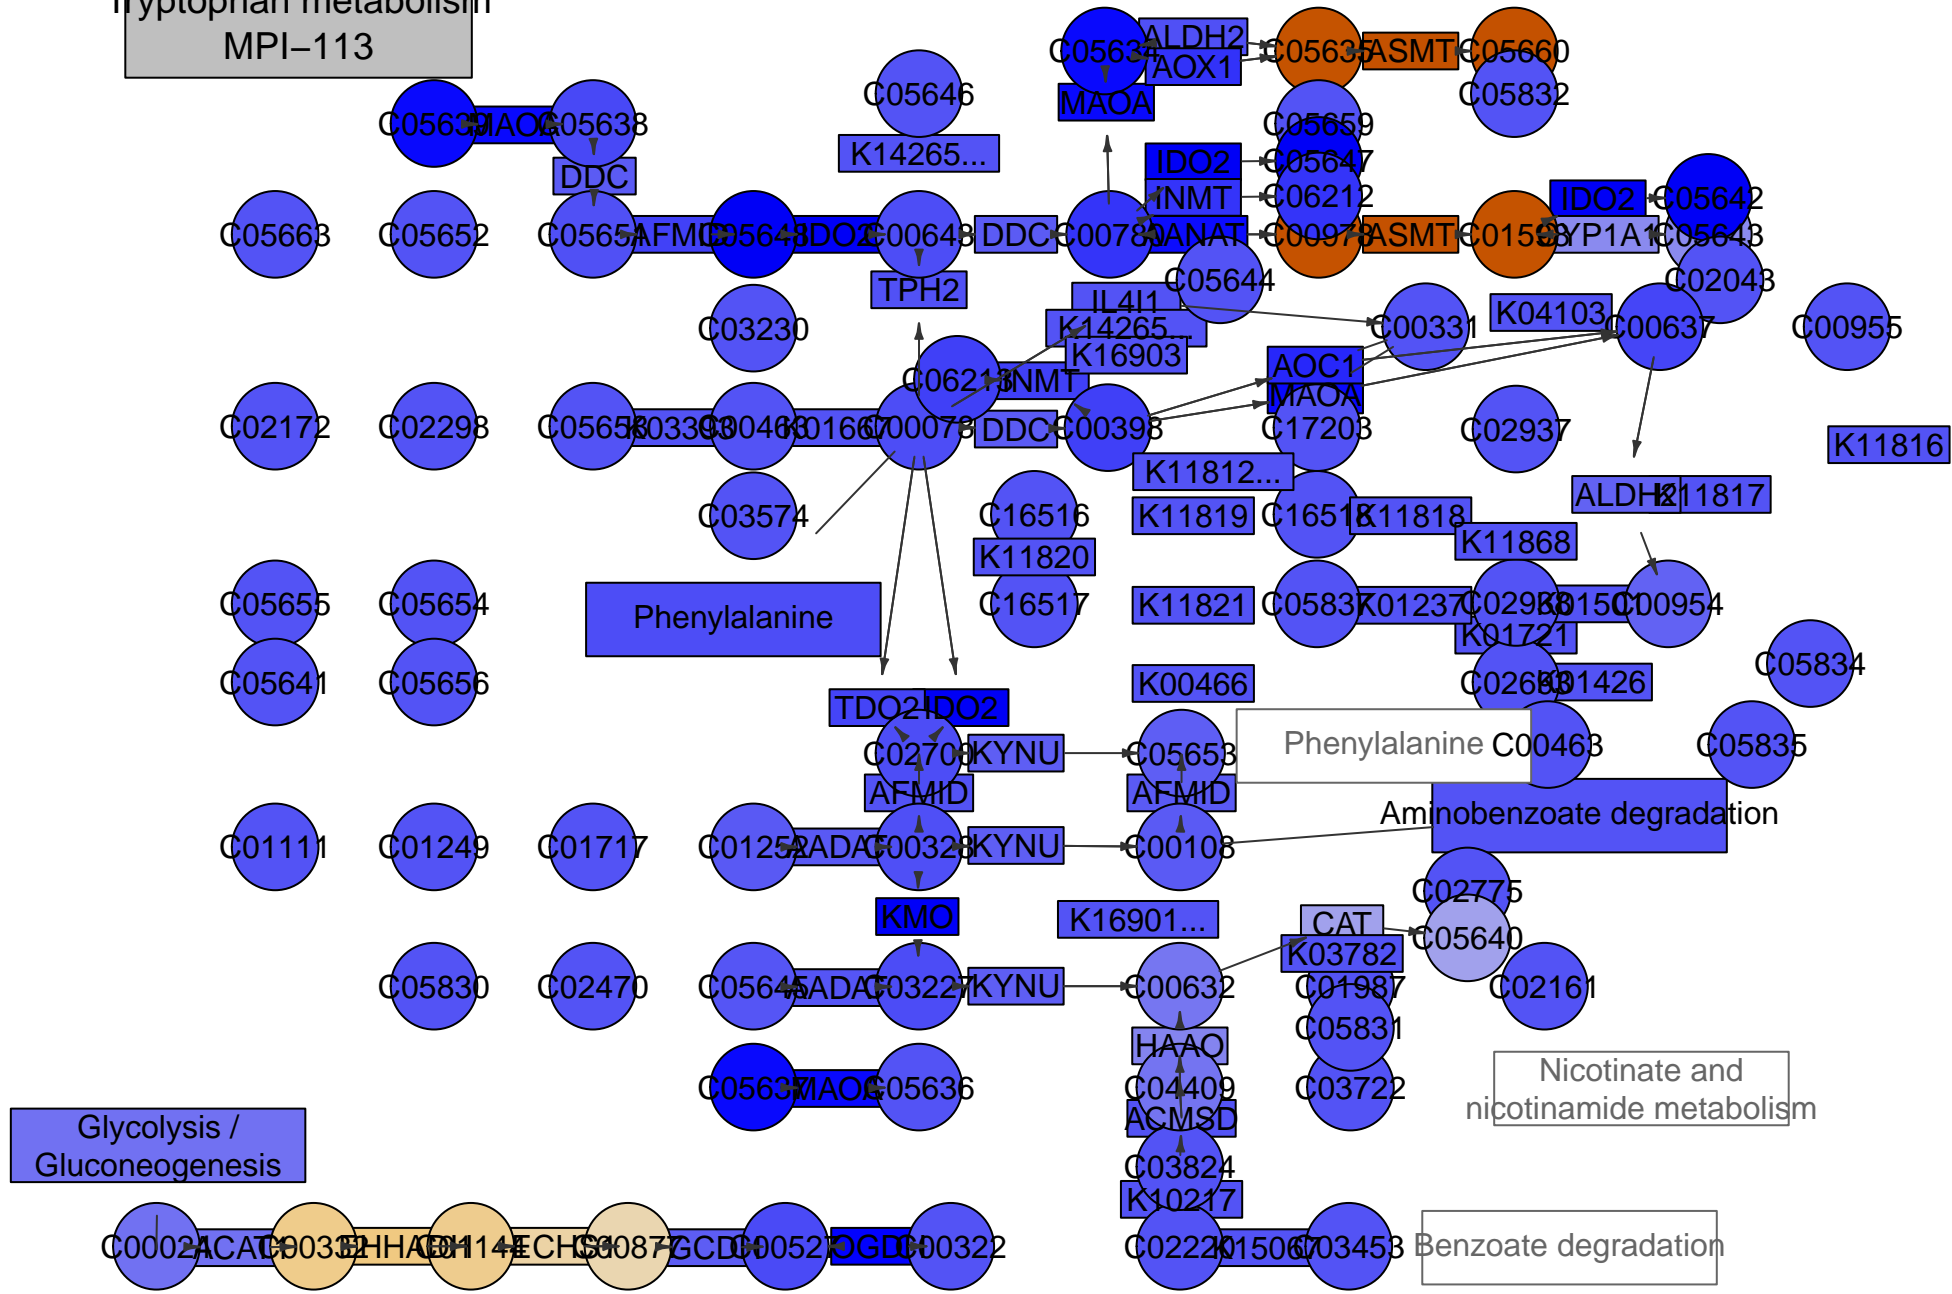 Tryptophan metabolism
MPI–113
C05634
ALDH2
AOX1
C05635
ASMT
C05660
C05832
MAOA
C05639
MAOA
C05638
C05646
K14265...
DDC
C05659
IDO2
C05647
INMT
C06212
IDO2
C05642
C05663
C05652
C05651
AFMID
C05648
IDO2
C00643
DDC
C00780
AANAT
C00978
ASMT
C01598
CYP1A1
C05643
TPH2
C05644
C02043
IL4I1
K14265...
K16903
C03230
C00331
K04103
C00637
C00955
C06213
INMT
AOC1
MAOA
C02172
C02298
C05658
K03393
C00463
K01667
C00078
DDC
C00398
C17203
C02937
K11816
K11812...
ALDH2
K11817
C03574
C16516
K11819
C16518
K11818
K11868
K11820
C05655
C05654
Phenylalanine
C16517
K11821
C05837
K01237
C02938
K01501
C00954
K01721
C05641
C05656
K00466
C02693
K01426
C05834
TDO2
IDO2
C02700
KYNU
C05653
Phenylalanine
C00463
C05835
AFMID
AFMID
Aminobenzoate degradation
C01111
C01249
C01717
C01252
AADAT
C00328
KYNU
C00108
C02775
KMO
K16901...
CAT
K03782
C05640
C05830
C02470
C05645
AADAT
C03227
KYNU
C00632
C01987
C02161
C05831
HAAO
C05637
MAOA
C05636
C04409
C03722
Nicotinate and
nicotinamide metabolism
ACMSD
Glycolysis /
Gluconeogenesis
C03824
K10217
C00024
ACAT1
C00332
EHHADH
C01144
ECHS1
C00877
GCDH
C00527
OGDH
C00322
C02220
K15067
C03453
Benzoate degradation